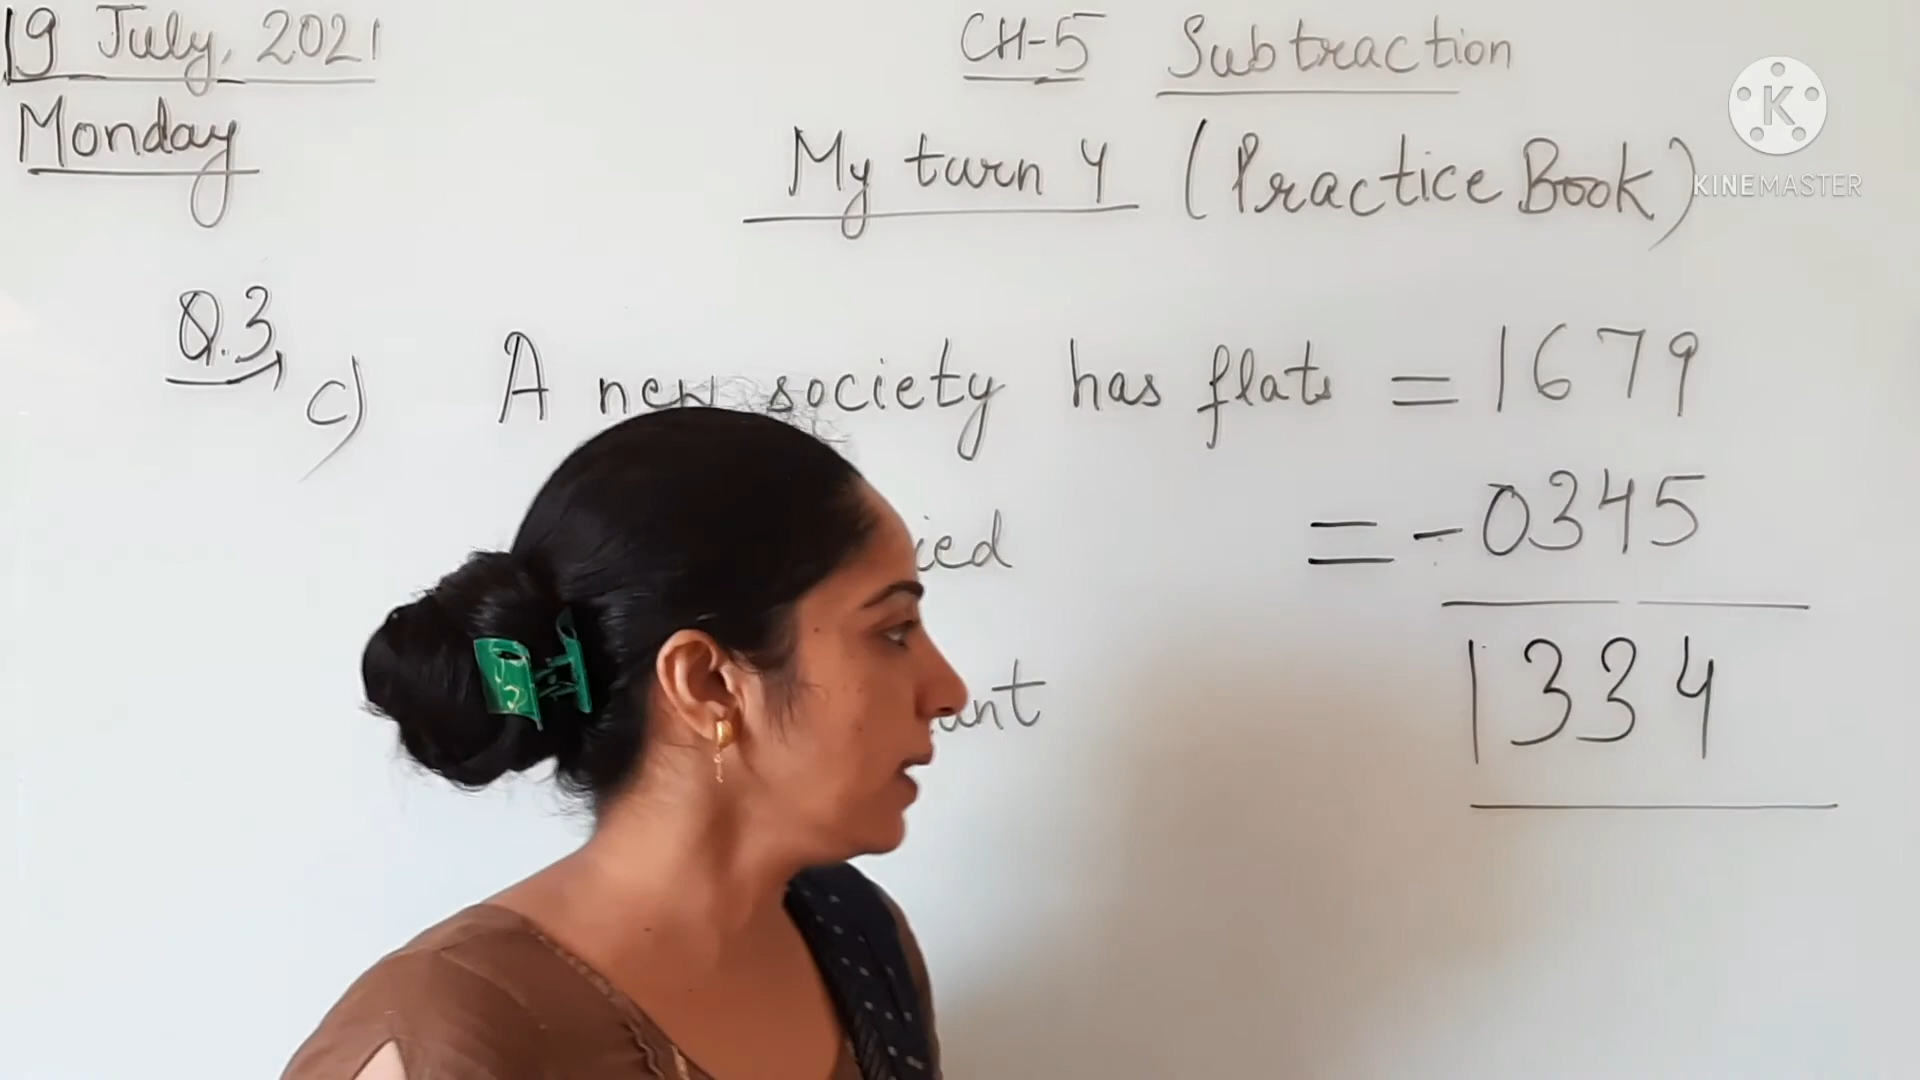 19 July, 2021
CH-5 Subtraction
Monday
My turn 4 (Practice Book)
KINEMASTER
Q.3
c) A new society has flats = 1679
= - 0345
1334